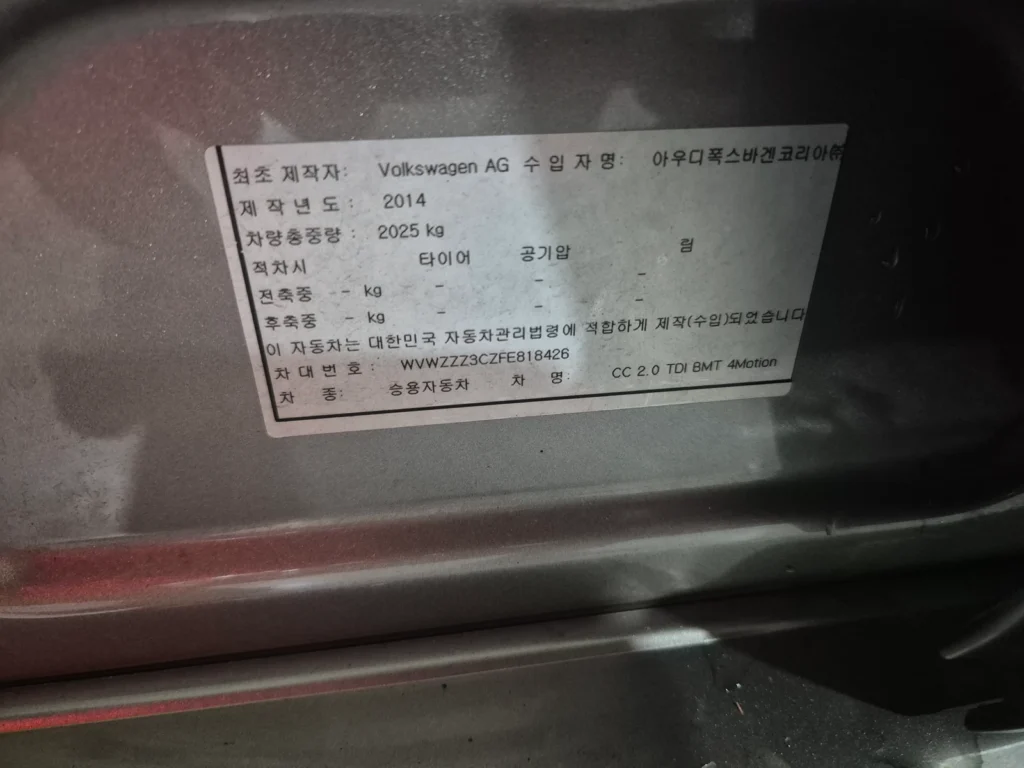 최초 제작자: Volkswagen AG 수 입 자 명: 아우디폭스바겐코리아㈜
제 작 년 도 : 2014
차량총중량 : 2025 kg
적차시 타이어 공기압 림
전축중 - kg - - -
후축중 - kg - - -
이 자동차는 대한민국 자동차관리법령에 적합하게 제작(수입)되었습니다
차 대 번 호 : WVWZZZ3CZFE818426
차 종: 승용자동차 차 명: CC 2.0 TDI BMT 4Motion